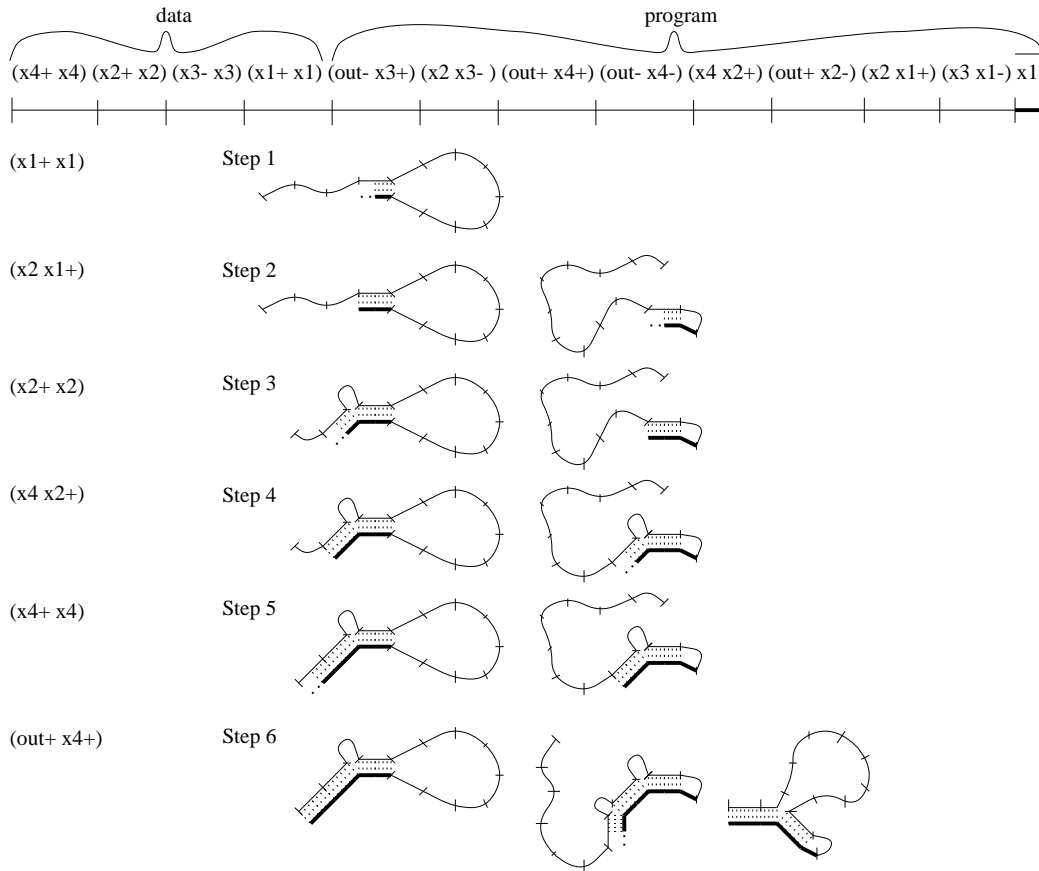 data program
(x4+ x4) (x2+ x2) (x3- x3) (x1+ x1) (out- x3+) (x2 x3- ) (out+ x4+) (out- x4-) (x4 x2+) (out+ x2-) (x2 x1+) (x3 x1-) x1
(x1+ x1) Step 1
(x2 x1+) Step 2
(x2+ x2) Step 3
(x4 x2+) Step 4
(x4+ x4) Step 5
(out+ x4+) Step 6